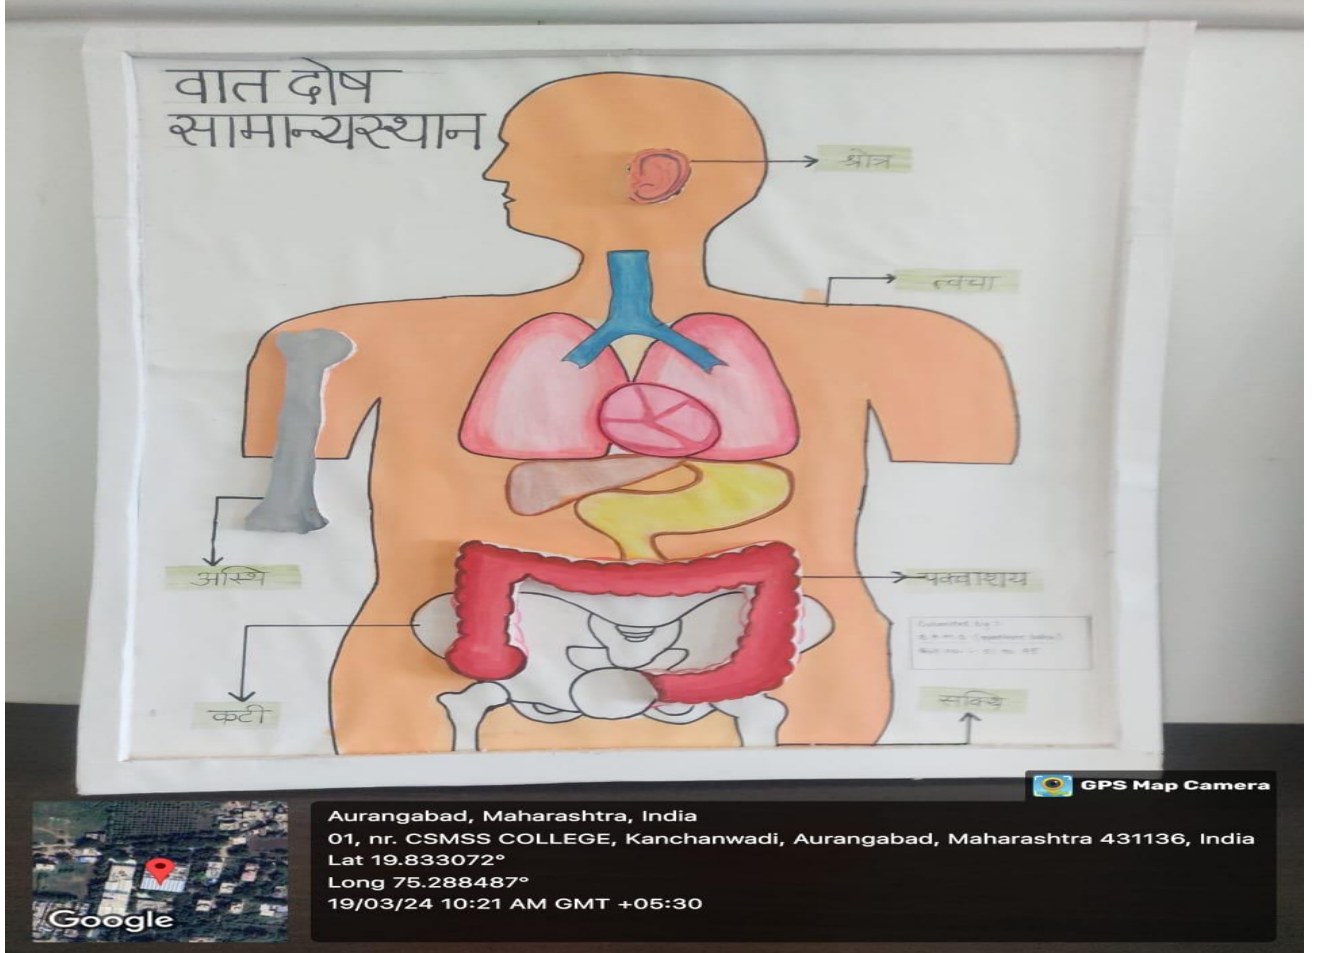 वात दोष
सामान्यस्थान
श्रोत्र
त्वचा
अस्थि
पक्वाशय
Submitted by :
कटी
सक्थि
GPS Map Camera
Aurangabad, Maharashtra, India
01, nr. CSMSS COLLEGE, Kanchanwadi, Aurangabad, Maharashtra 431136, India
Lat 19.833072°
Long 75.288487°
19/03/24 10:21 AM GMT +05:30
Google